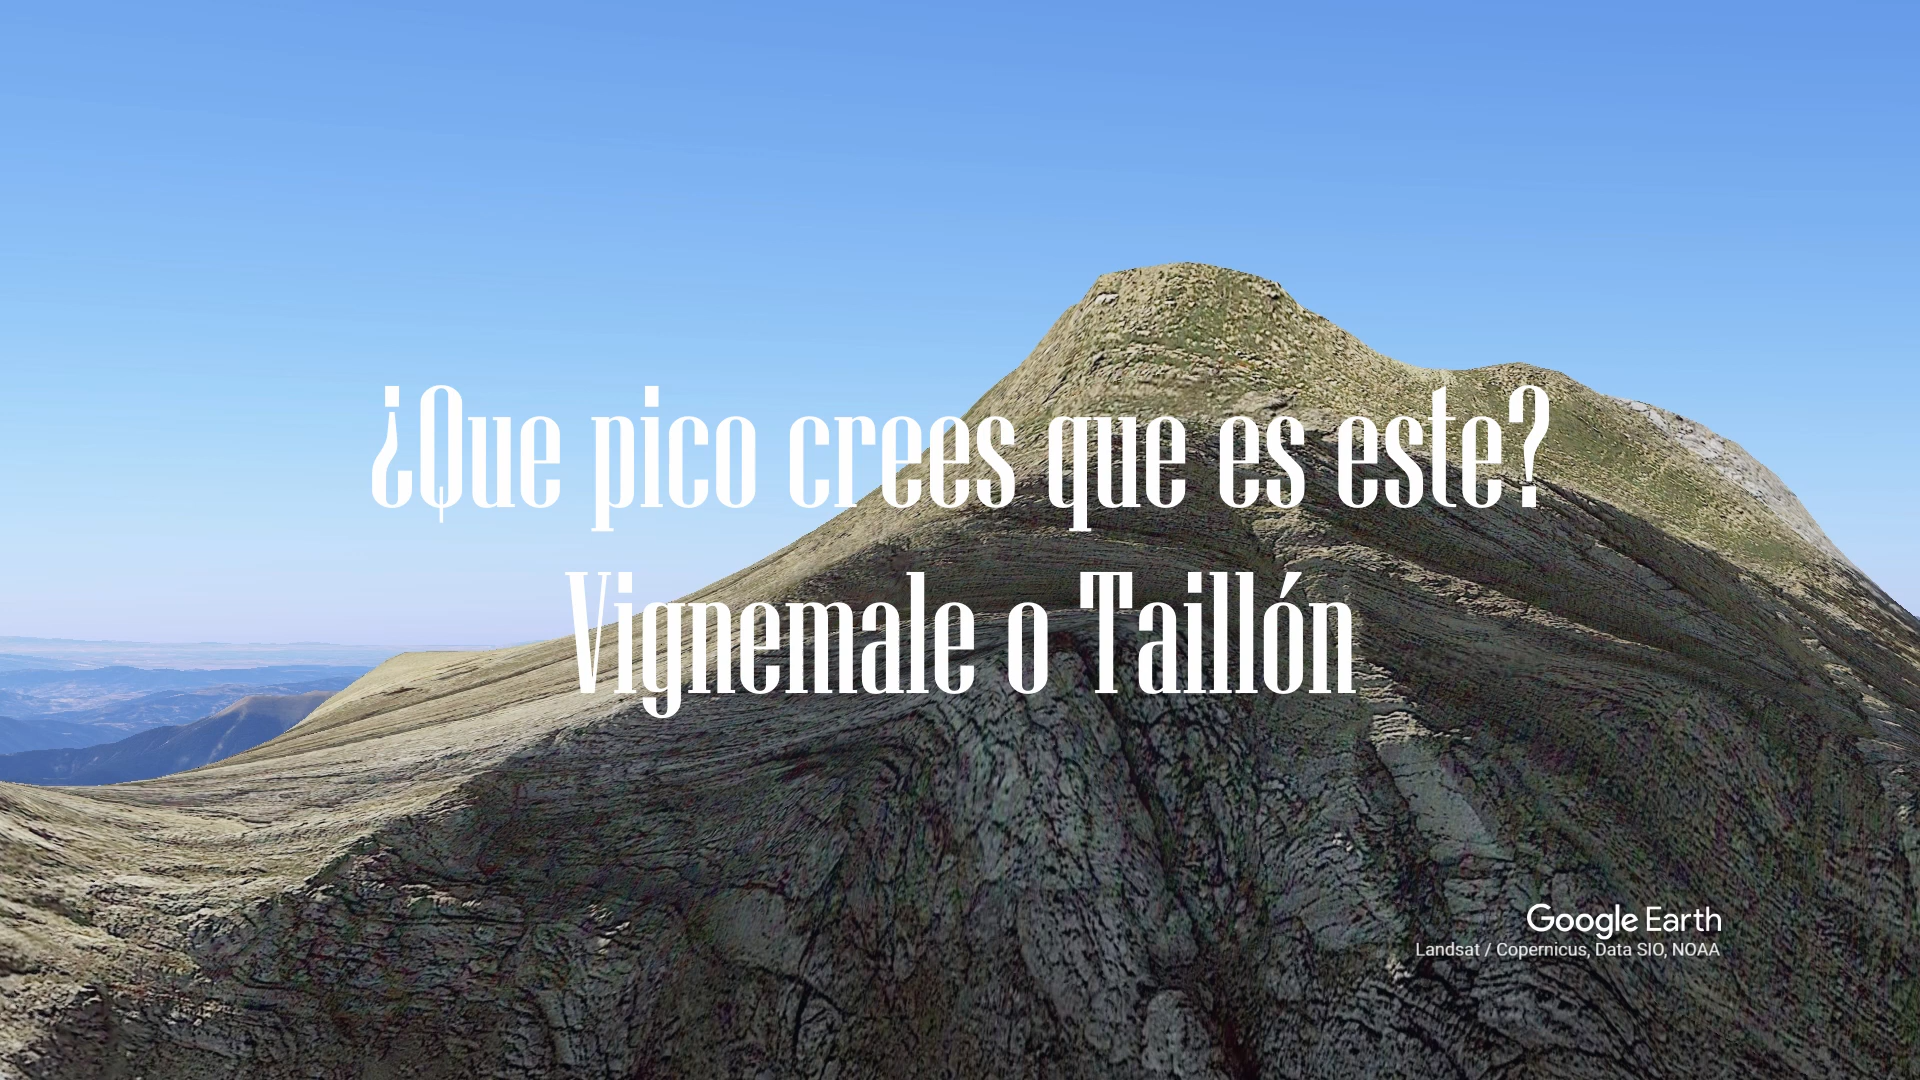 ¿Que pico crees que es este?
Vignemale o Taillón
Google Earth
Landsat / Copernicus, Data SIO, NOAA